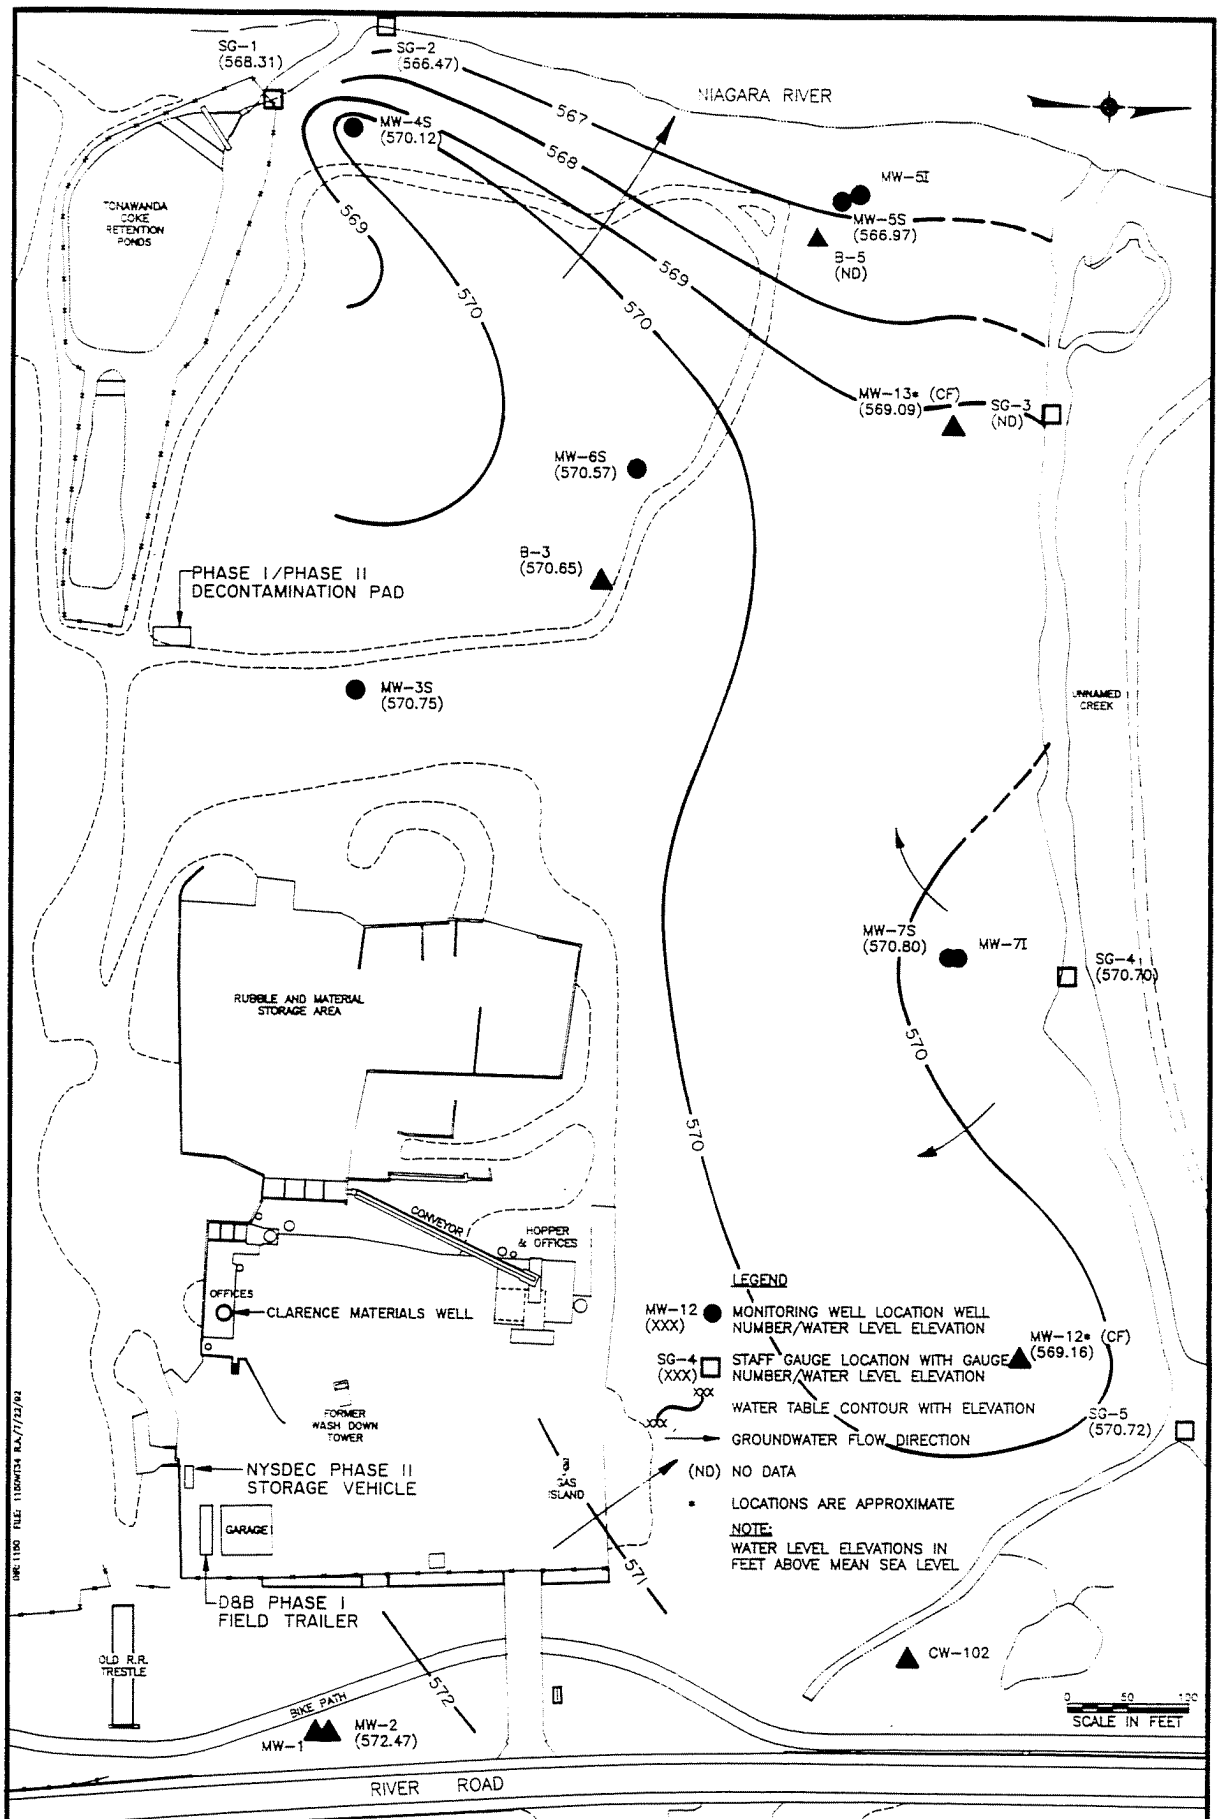 SG-1
(568.31)
SG-2
(566.47)
NIAGARA RIVER
567
568
MW-4S
(570.12)
MW-5I
MW-5S
(566.97)
B-5
(ND)
TONAWANDA
COKE
RETENTION
PONDS
569
569
570
570
MW-13* (CF)
(569.09)
SG-3
(ND)
MW-6S
(570.57)
B-3
(570.65)
PHASE I/PHASE II
DECONTAMINATION PAD
MW-3S
(570.75)
UNNAMED
CREEK
MW-7S
(570.80)
MW-7I
SG-4
(570.70)
RUBBLE AND MATERIAL
STORAGE AREA
570
570
CONVEYOR
HOPPER
& OFFICES
OFFICES
CLARENCE MATERIALS WELL
LEGEND
MW-12
(XXX)
MONITORING WELL LOCATION WELL
NUMBER/WATER LEVEL ELEVATION
MW-12* (CF)
(569.16)
SG-4
(XXX)
STAFF GAUGE LOCATION WITH GAUGE
NUMBER/WATER LEVEL ELEVATION
XXX
XXX
WATER TABLE CONTOUR WITH ELEVATION
SG-5
(570.72)
GROUNDWATER FLOW DIRECTION
(ND) NO DATA
* LOCATIONS ARE APPROXIMATE
NOTE:
WATER LEVEL ELEVATIONS IN
FEET ABOVE MEAN SEA LEVEL
FORMER
WASH DOWN
TOWER
NYSDEC PHASE II
STORAGE VEHICLE
GAS
ISLAND
GARAGE
571
D&B PHASE I
FIELD TRAILER
OLD R.R.
TRESTLE
572
CW-102
BIKE PATH
MW-1
MW-2
(572.47)
0 50 100
SCALE IN FEET
RIVER ROAD